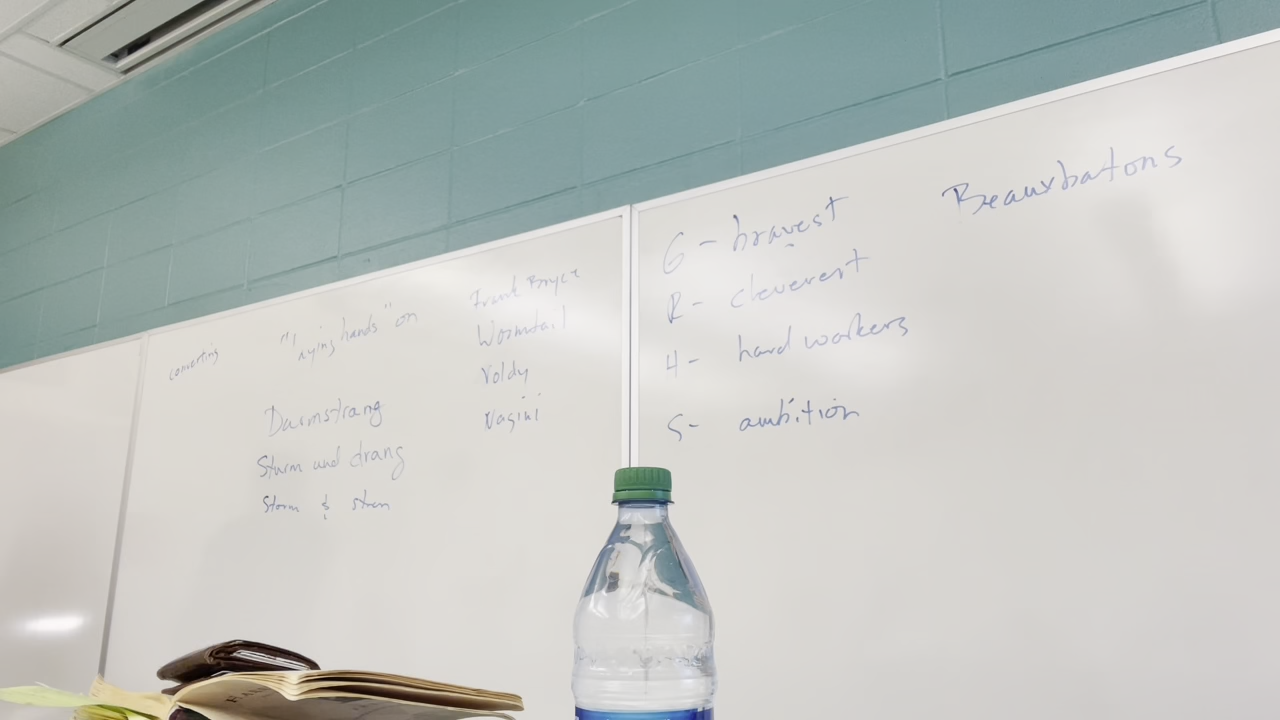 converting
"laying hands" on
Durmstrang
Sturm und drang
Storm & stress
Frank Bryce
Wormtail
Voldy
Nagini
G - bravest
R - cleverest
H - hard workers
S - ambition
Beauxbatons